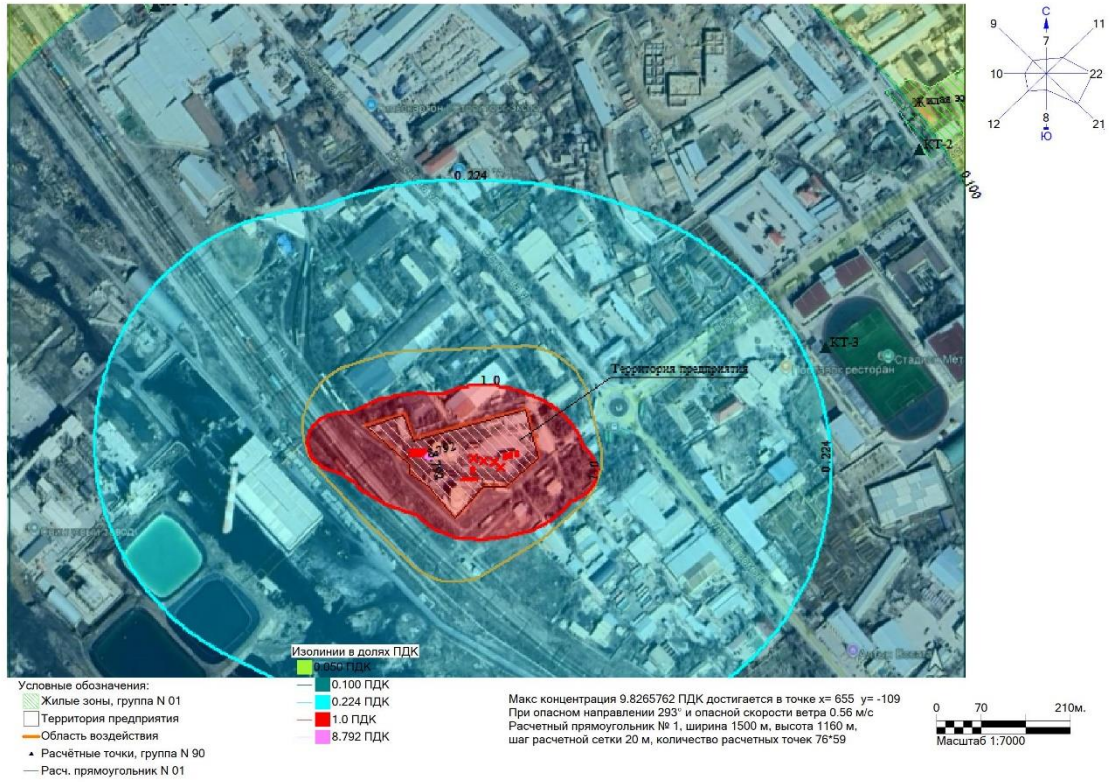 С
9
7
11
10
22
12
8
21
Ю
КТ-2
0.100
0.224
КТ-3
ресторан
1.0
Территория предприятия
0.224
Изолинии в долях ПДК
0.050 ПДК
0.100 ПДК
0.224 ПДК
1.0 ПДК
8.792 ПДК
Условные обозначения:
Жилые зоны, группа N 01
Территория предприятия
Область воздействия
Расчётные точки, группа N 90
Расч. прямоугольник N 01
Макс концентрация 9.8265762 ПДК достигается в точке x= 655 y= -109
При опасном направлении 293° и опасной скорости ветра 0.56 м/с
Расчетный прямоугольник № 1, ширина 1500 м, высота 1160 м,
шаг расчетной сетки 20 м, количество расчетных точек 76*59
0 70 210м.
Масштаб 1:7000